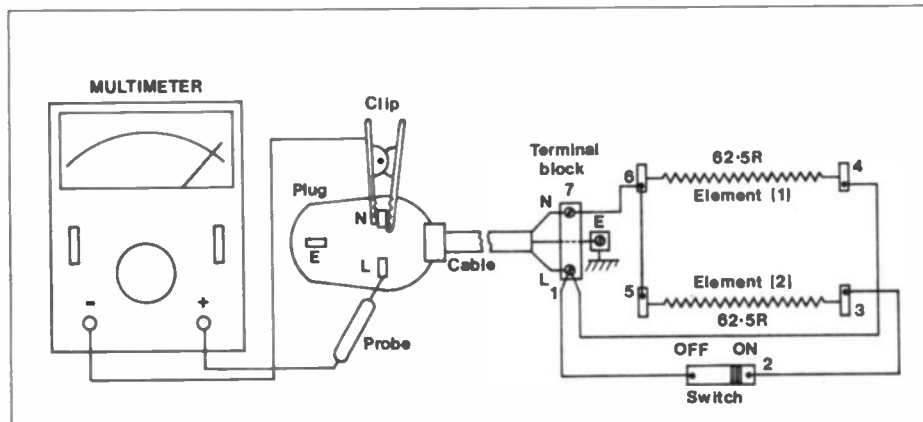 MULTIMETER
-
+
Clip
Plug
N
E
L
Probe
Cable
Terminal
block
7
N
E
L
1
6
62·5R
4
Element (1)
5
Element (2)
3
62·5R
OFF ON
2
Switch